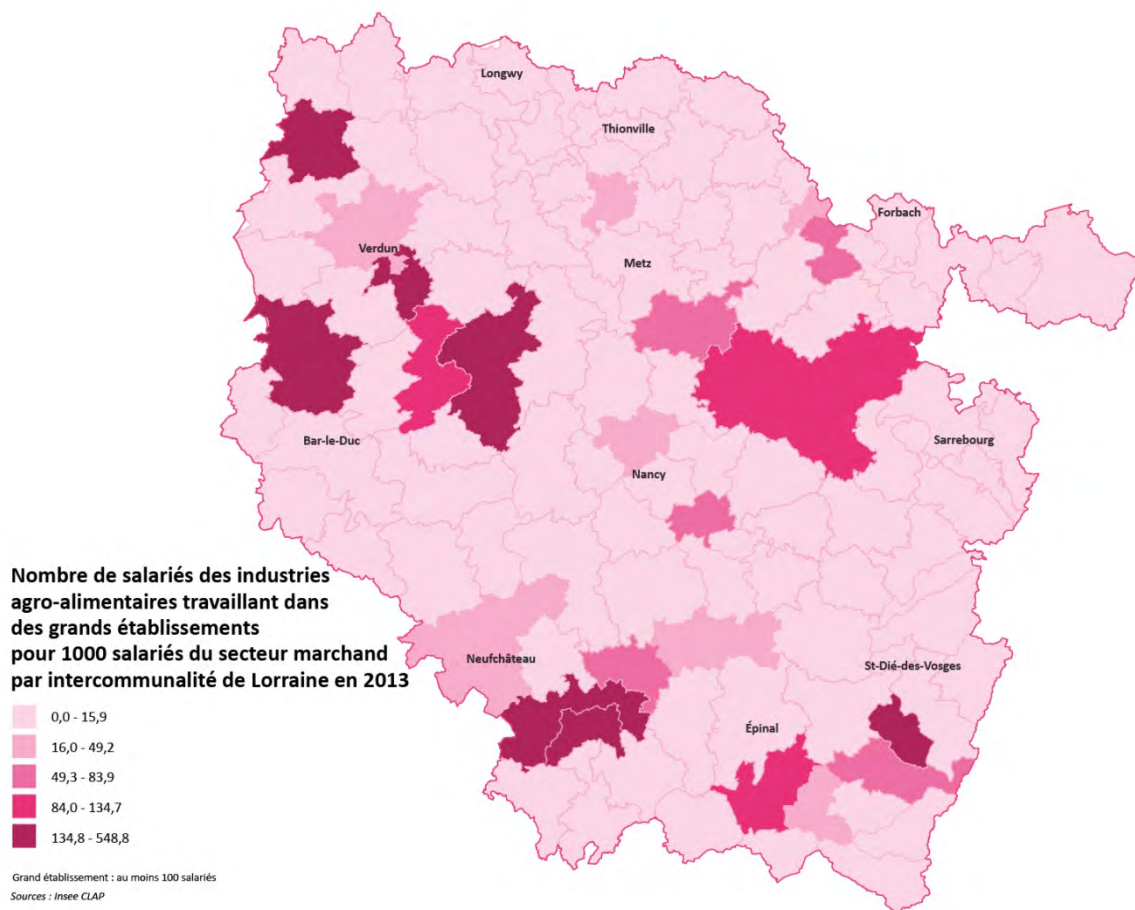 Longwy
Thionville
Forbach
Verdun
Metz
Bar-le-Duc
Sarrebourg
Nancy
Neufchâteau
St-Dié-des-Vosges
Épinal
Nombre de salariés des industries
agro-alimentaires travaillant dans
des grands établissements
pour 1000 salariés du secteur marchand
par intercommunalité de Lorraine en 2013
0,0 - 15,9
16,0 - 49,2
49,3 - 83,9
84,0 - 134,7
134,8 - 548,8
Grand établissement : au moins 100 salariés
Sources : Insee CLAP